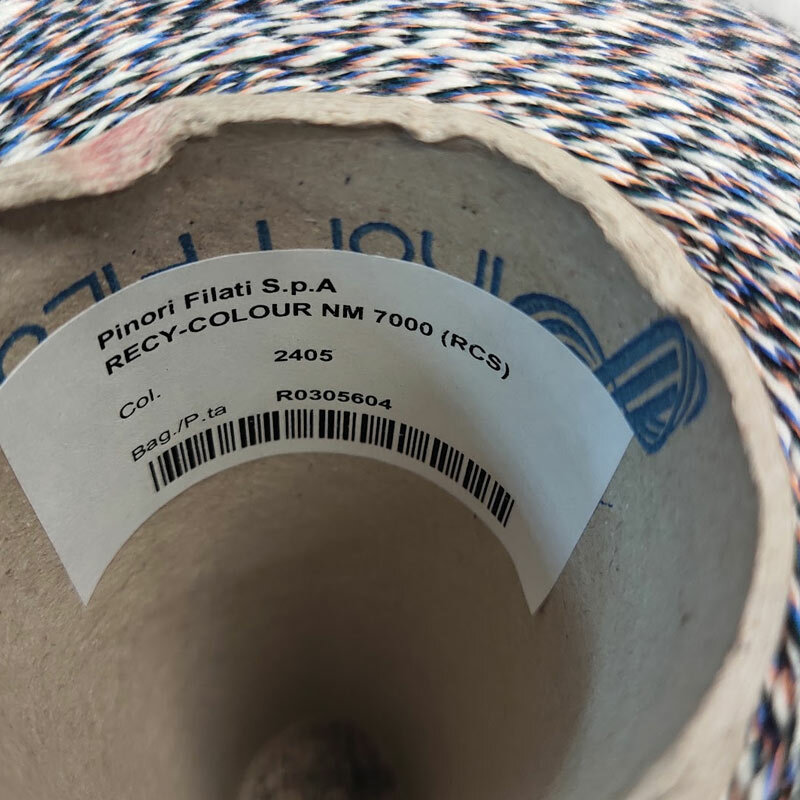 Pinori Filati S.p.A
RECY-COLOUR NM 7000 (RCS)
Col. 2405
Bag./P.ta R0305604